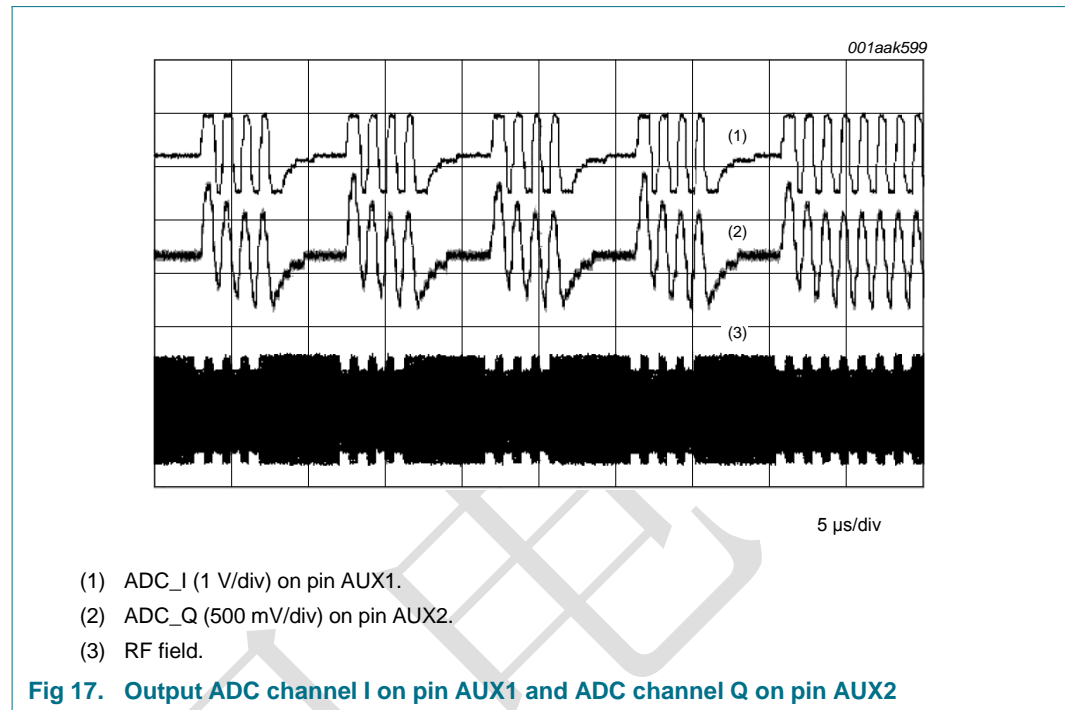 001aak599
(1)
(2)
(3)
5 µs/div
(1) ADC_I (1 V/div) on pin AUX1.
(2) ADC_Q (500 mV/div) on pin AUX2.
(3) RF field.
Fig 17. Output ADC channel I on pin AUX1 and ADC channel Q on pin AUX2